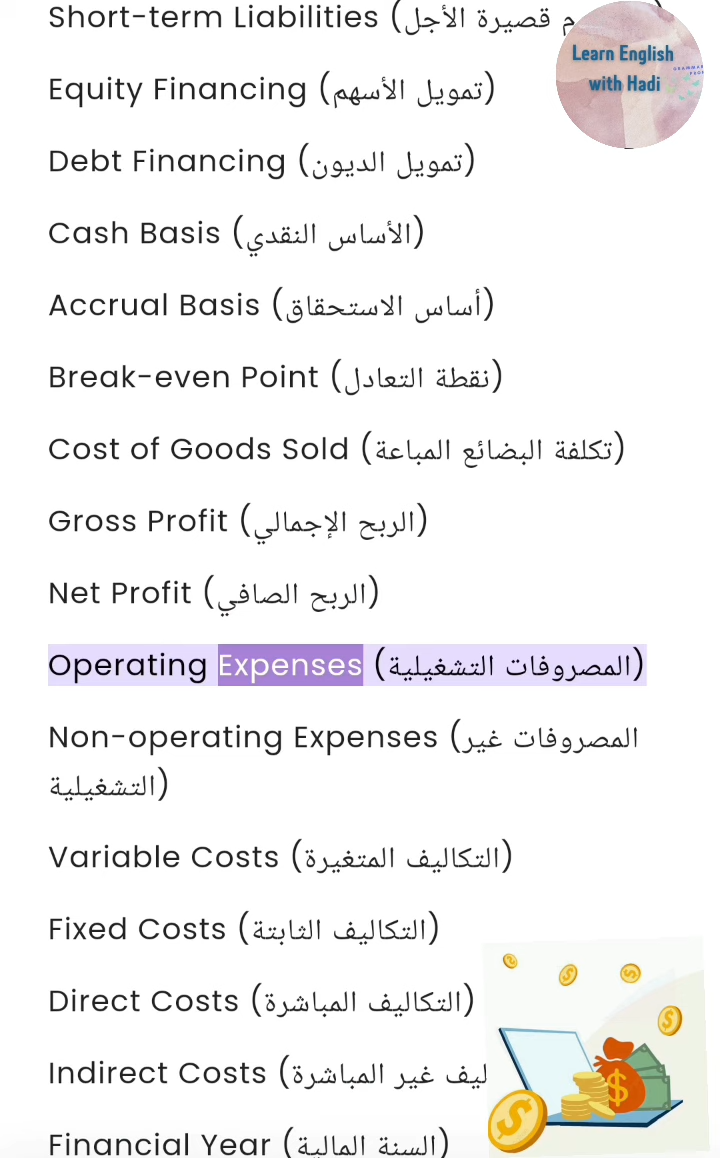 Short-term Liabilities (م قصيرة الأجل
Learn English
with Hadi
Equity Financing (تمويل الأسهم)
Debt Financing (تمويل الديون)
Cash Basis (الأساس النقدي)
Accrual Basis (أساس الاستحقاق)
Break-even Point (نقطة التعادل)
Cost of Goods Sold (تكلفة البضائع المباعة)
Gross Profit (الربح الإجمالي)
Net Profit (الربح الصافي)
Operating Expenses (المصروفات التشغيلية)
Non-operating Expenses (المصروفات غير
التشغيلية)
Variable Costs (التكاليف المتغيرة)
Fixed Costs (التكاليف الثابتة)
Direct Costs (التكاليف المباشرة)
Indirect Costs (ليف غير المباشرة
Financial Year (السنة المالية)